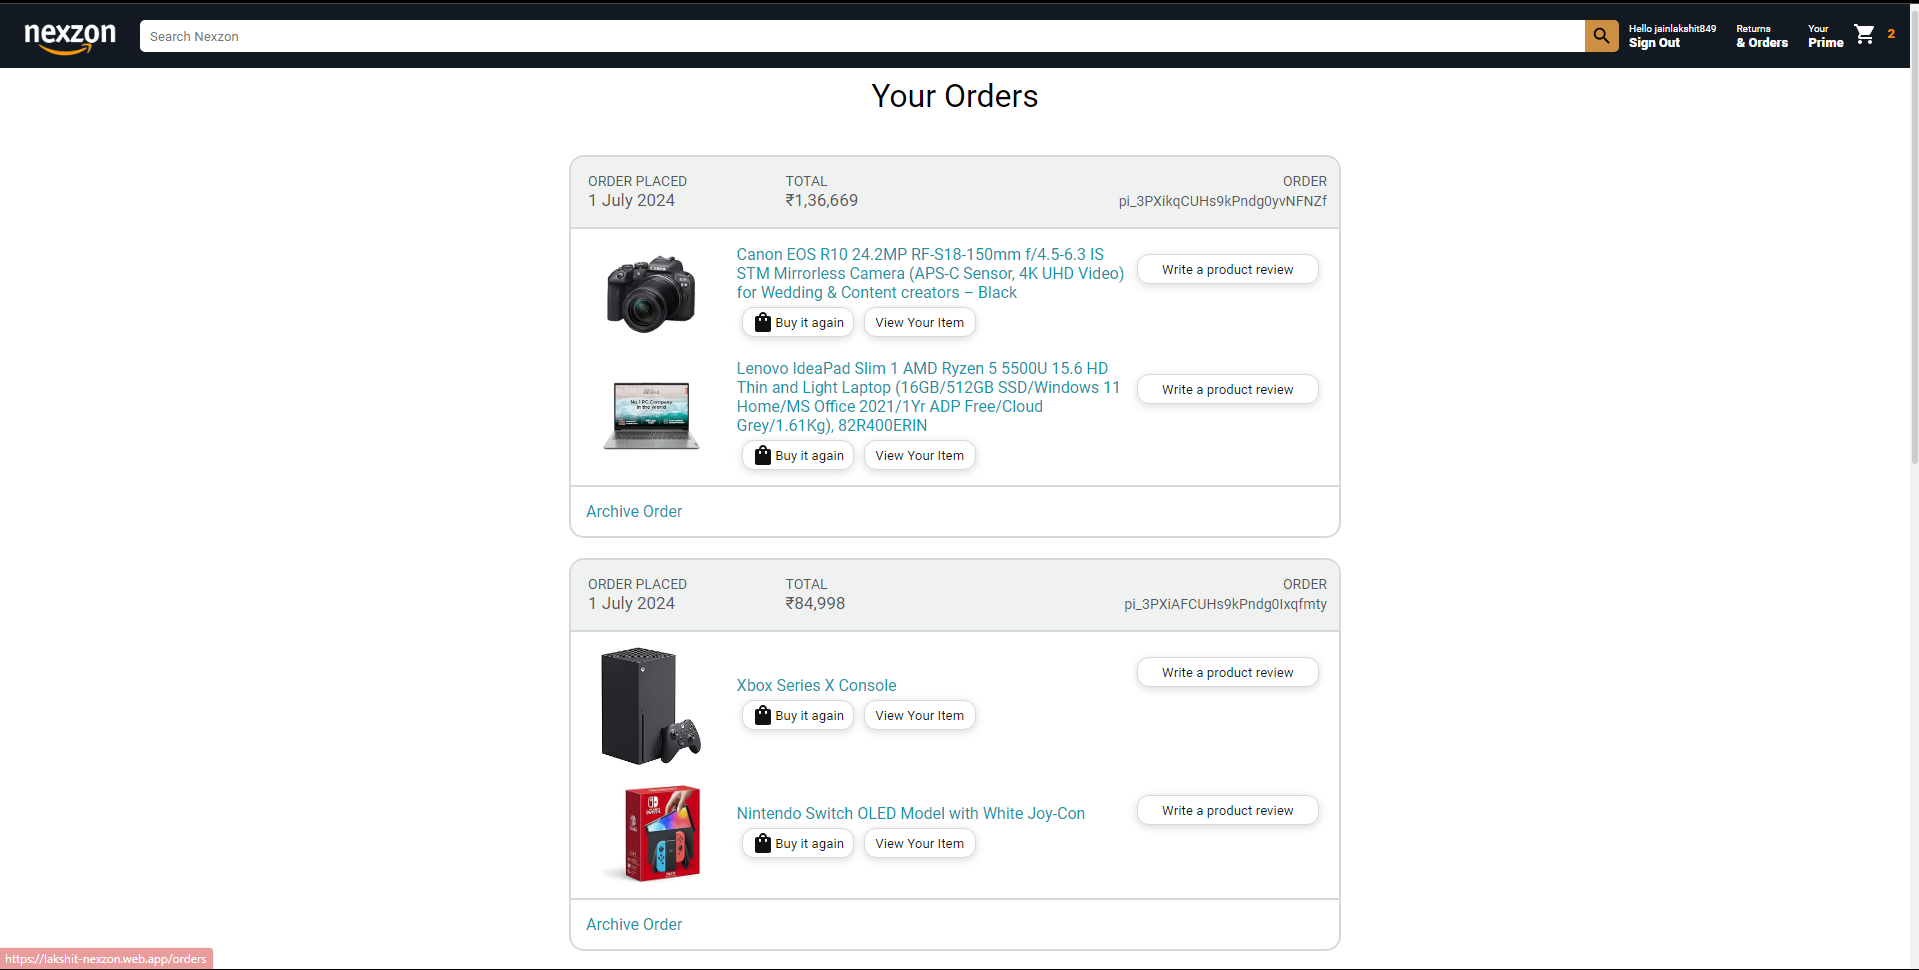 nexzon
Search Nexzon
Hello jainlakshit849
Sign Out
Returns
& Orders
Your
Prime
2
Your Orders
ORDER PLACED
1 July 2024
TOTAL
₹1,36,669
ORDER
pi_3PXikqCUHs9kPndg0yvNFNZf
Canon EOS R10 24.2MP RF-S18-150mm f/4.5-6.3 IS
STM Mirrorless Camera (APS-C Sensor, 4K UHD Video)
for Wedding & Content creators – Black
Buy it again
View Your Item
Write a product review
No.1 PC Company
in the World
Lenovo IdeaPad Slim 1 AMD Ryzen 5 5500U 15.6 HD
Thin and Light Laptop (16GB/512GB SSD/Windows 11
Home/MS Office 2021/1Yr ADP Free/Cloud
Grey/1.61Kg), 82R400ERIN
Buy it again
View Your Item
Write a product review
Archive Order
ORDER PLACED
1 July 2024
TOTAL
₹84,998
ORDER
pi_3PXiAFCUHs9kPndg0Ixqfmty
Xbox Series X Console
Buy it again
View Your Item
Write a product review
Nintendo Switch OLED Model with White Joy-Con
Buy it again
View Your Item
Write a product review
Archive Order
https://lakshit-nexzon.web.app/orders